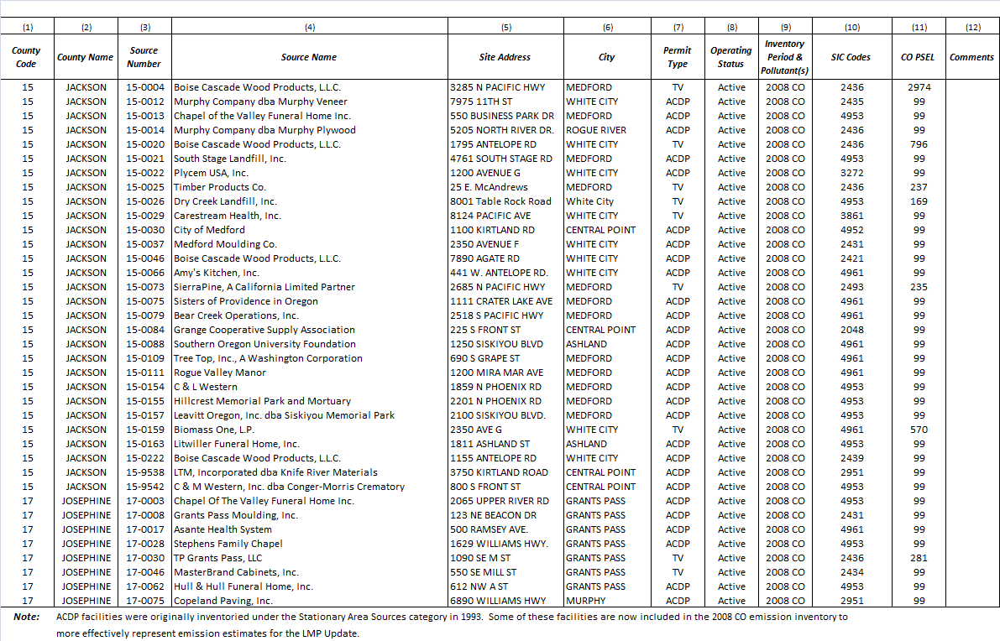 (1) (2) (3) (4) (5) (6) (7) (8) (9) (10) (11) (12)
County Code County Name Source Number Source Name Site Address City Permit Type Operating Status Inventory Period & Pollutant(s) SIC Codes CO PSEL Comments
15 JACKSON 15-0004 Boise Cascade Wood Products, L.L.C. 3285 N PACIFIC HWY MEDFORD TV Active 2008 CO 2436 2974
15 JACKSON 15-0012 Murphy Company dba Murphy Veneer 7975 11TH ST WHITE CITY ACDP Active 2008 CO 2435 99
15 JACKSON 15-0013 Chapel of the Valley Funeral Home Inc. 550 BUSINESS PARK DR MEDFORD ACDP Active 2008 CO 4953 99
15 JACKSON 15-0014 Murphy Company dba Murphy Plywood 5205 NORTH RIVER DR. ROGUE RIVER ACDP Active 2008 CO 2436 99
15 JACKSON 15-0020 Boise Cascade Wood Products, L.L.C. 1795 ANTELOPE RD WHITE CITY TV Active 2008 CO 2436 796
15 JACKSON 15-0021 South Stage Landfill, Inc. 4761 SOUTH STAGE RD MEDFORD ACDP Active 2008 CO 4953 99
15 JACKSON 15-0022 Plycem USA, Inc. 1200 AVENUE G WHITE CITY ACDP Active 2008 CO 3272 99
15 JACKSON 15-0025 Timber Products Co. 25 E. McAndrews MEDFORD TV Active 2008 CO 2436 237
15 JACKSON 15-0026 Dry Creek Landfill, Inc. 8001 Table Rock Road White City TV Active 2008 CO 4953 169
15 JACKSON 15-0029 Carestream Health, Inc. 8124 PACIFIC AVE WHITE CITY TV Active 2008 CO 3861 99
15 JACKSON 15-0030 City of Medford 1100 KIRTLAND RD CENTRAL POINT ACDP Active 2008 CO 4952 99
15 JACKSON 15-0037 Medford Moulding Co. 2350 AVENUE F WHITE CITY ACDP Active 2008 CO 2431 99
15 JACKSON 15-0046 Boise Cascade Wood Products, L.L.C. 7890 AGATE RD WHITE CITY ACDP Active 2008 CO 2421 99
15 JACKSON 15-0066 Amy's Kitchen, Inc. 441 W. ANTELOPE RD. WHITE CITY ACDP Active 2008 CO 4961 99
15 JACKSON 15-0073 SierraPine, A California Limited Partner 2685 N PACIFIC HWY MEDFORD TV Active 2008 CO 2493 235
15 JACKSON 15-0075 Sisters of Providence in Oregon 1111 CRATER LAKE AVE MEDFORD ACDP Active 2008 CO 4961 99
15 JACKSON 15-0079 Bear Creek Operations, Inc. 2518 S PACIFIC HWY MEDFORD ACDP Active 2008 CO 4961 99
15 JACKSON 15-0084 Grange Cooperative Supply Association 225 S FRONT ST CENTRAL POINT ACDP Active 2008 CO 2048 99
15 JACKSON 15-0088 Southern Oregon University Foundation 1250 SISKIYOU BLVD ASHLAND ACDP Active 2008 CO 4961 99
15 JACKSON 15-0109 Tree Top, Inc., A Washington Corporation 690 S GRAPE ST MEDFORD ACDP Active 2008 CO 4961 99
15 JACKSON 15-0111 Rogue Valley Manor 1200 MIRA MAR AVE MEDFORD ACDP Active 2008 CO 4961 99
15 JACKSON 15-0154 C & L Western 1859 N PHOENIX RD MEDFORD ACDP Active 2008 CO 4953 99
15 JACKSON 15-0155 Hillcrest Memorial Park and Mortuary 2201 N PHOENIX RD MEDFORD ACDP Active 2008 CO 4953 99
15 JACKSON 15-0157 Leavitt Oregon, Inc. dba Siskiyou Memorial Park 2100 SISKIYOU BLVD. MEDFORD ACDP Active 2008 CO 4953 99
15 JACKSON 15-0159 Biomass One, L.P. 2350 AVE G WHITE CITY TV Active 2008 CO 4961 570
15 JACKSON 15-0163 Litwiller Funeral Home, Inc. 1811 ASHLAND ST ASHLAND ACDP Active 2008 CO 4953 99
15 JACKSON 15-0222 Boise Cascade Wood Products, L.L.C. 1155 ANTELOPE RD WHITE CITY ACDP Active 2008 CO 2439 99
15 JACKSON 15-9538 LTM, Incorporated dba Knife River Materials 3750 KIRTLAND ROAD CENTRAL POINT ACDP Active 2008 CO 2951 99
15 JACKSON 15-9542 C & M Western, Inc. dba Conger-Morris Crematory 800 S FRONT ST CENTRAL POINT ACDP Active 2008 CO 4953 99
17 JOSEPHINE 17-0003 Chapel Of The Valley Funeral Home Inc. 2065 UPPER RIVER RD GRANTS PASS ACDP Active 2008 CO 4953 99
17 JOSEPHINE 17-0008 Grants Pass Moulding, Inc. 123 NE BEACON DR GRANTS PASS ACDP Active 2008 CO 2431 99
17 JOSEPHINE 17-0017 Asante Health System 500 RAMSEY AVE. GRANTS PASS ACDP Active 2008 CO 4961 99
17 JOSEPHINE 17-0028 Stephens Family Chapel 1629 WILLIAMS HWY. GRANTS PASS ACDP Active 2008 CO 4953 99
17 JOSEPHINE 17-0030 TP Grants Pass, LLC 1090 SE M ST GRANTS PASS TV Active 2008 CO 2436 281
17 JOSEPHINE 17-0046 MasterBrand Cabinets, Inc. 550 SE MILL ST GRANTS PASS TV Active 2008 CO 2434 99
17 JOSEPHINE 17-0062 Hull & Hull Funeral Home, Inc. 612 NW A ST GRANTS PASS ACDP Active 2008 CO 4953 99
17 JOSEPHINE 17-0075 Copeland Paving, Inc. 6890 WILLIAMS HWY MURPHY ACDP Active 2008 CO 2951 99
Note: ACDP facilities were originally inventoried under the Stationary Area Sources category in 1993. Some of these facilities are now included in the 2008 CO emission inventory to
more effectively represent emission estimates for the LMP Update.